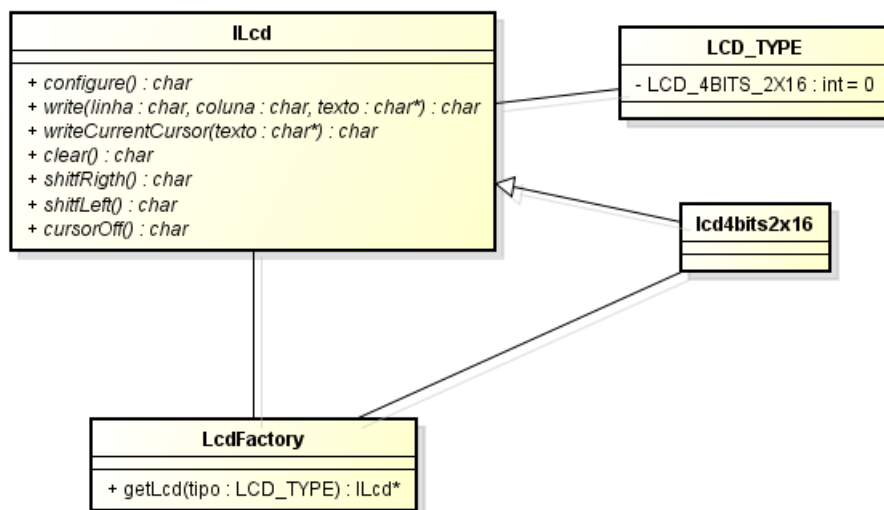 ILcd
+ configure() : char
+ write(linha : char, coluna : char, texto : char*) : char
+ writeCurrentCursor(texto : char*) : char
+ clear() : char
+ shitfRigth() : char
+ shitfLeft() : char
+ cursorOff() : char
LCD_TYPE
- LCD_4BITS_2X16 : int = 0
lcd4bits2x16
LcdFactory
+ getLcd(tipo : LCD_TYPE) : ILcd*